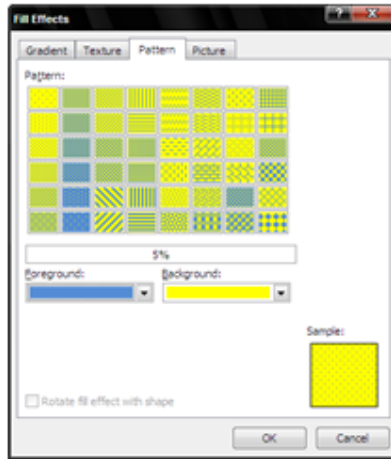 Fill Effects
Gradient Texture Pattern Picture
Pattern:
5%
Foreground: Background:
Sample:
Rotate fill effect with shape
OK Cancel